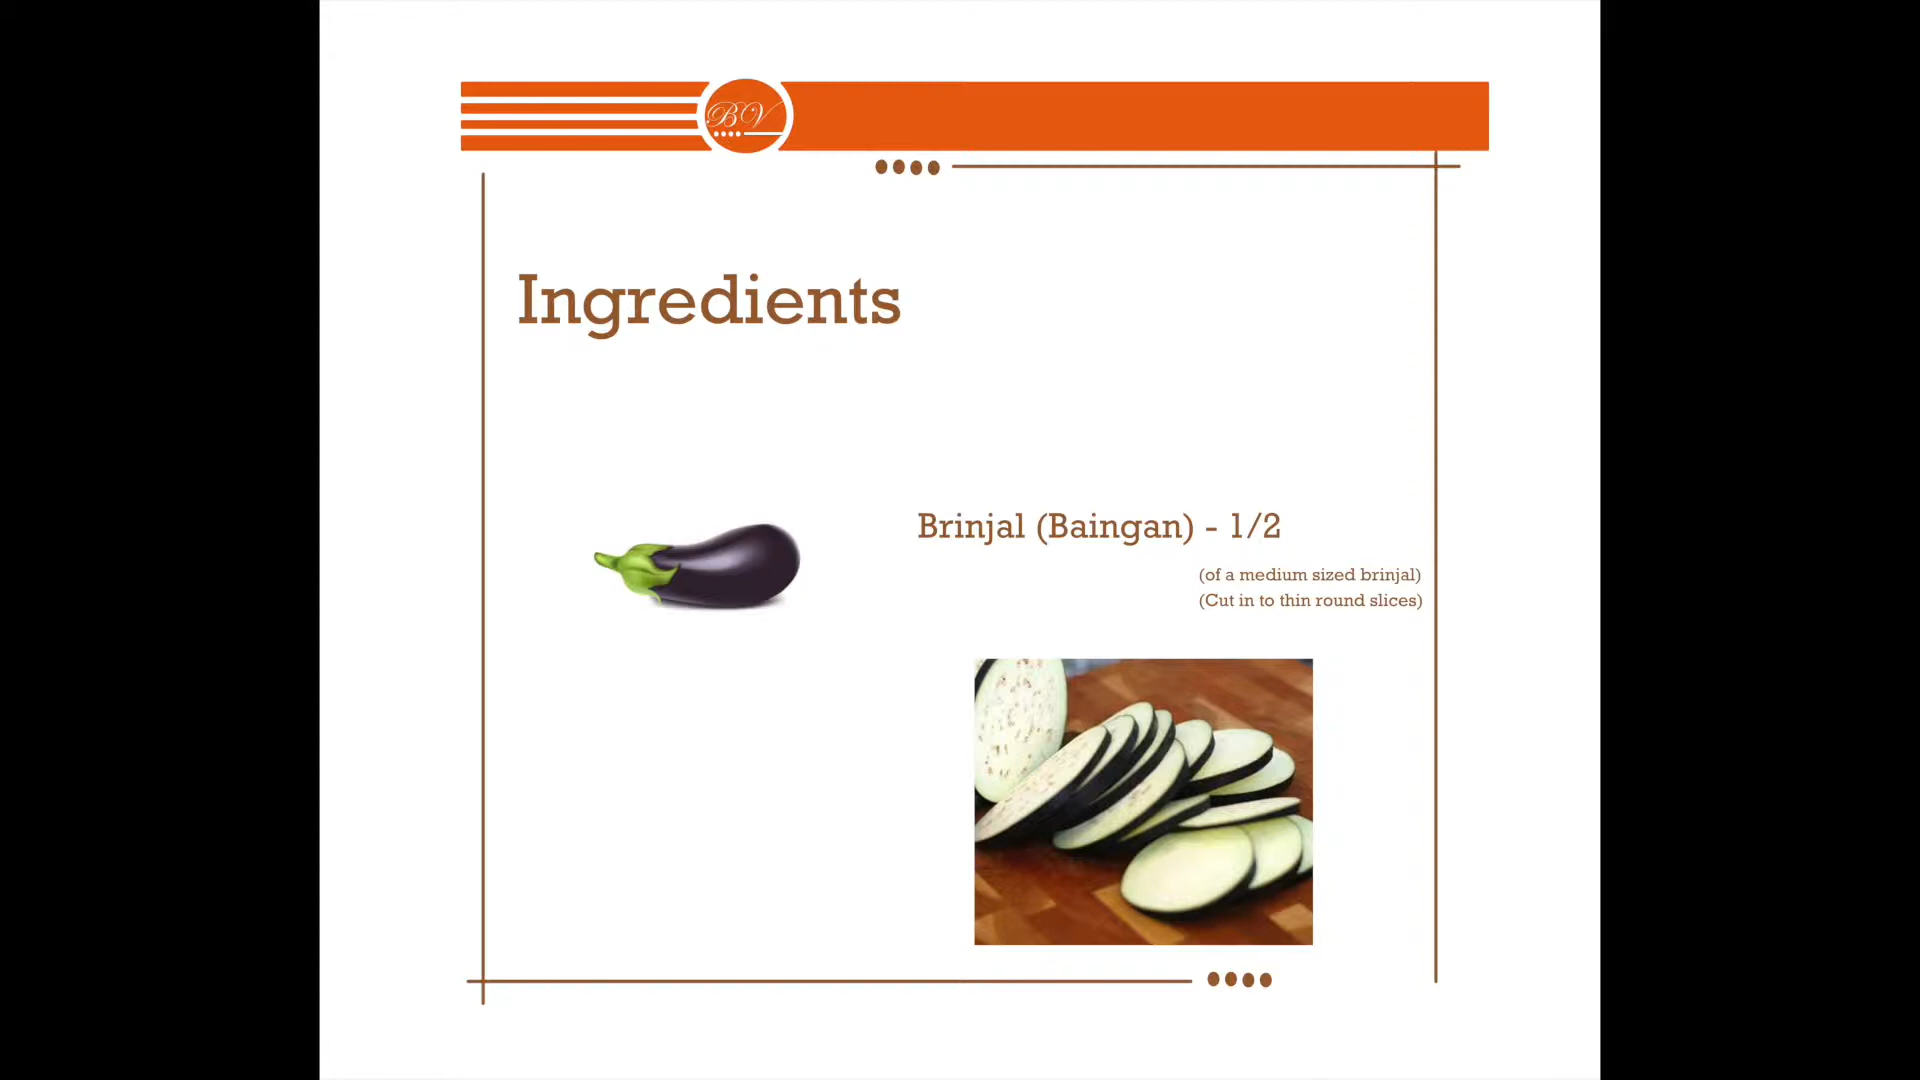 BV
Ingredients
Brinjal (Baingan) - 1/2
(of a medium sized brinjal)
(Cut in to thin round slices)